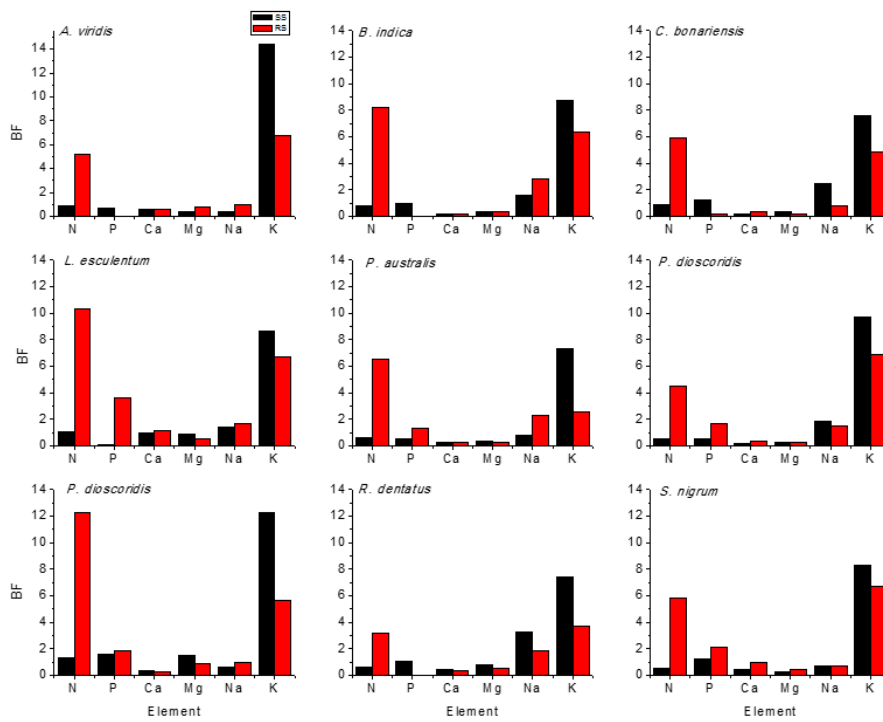 A. viridis
SS
RS
B. indica
C. bonariensis
14
12
10
8
6
4
2
0
BF
N P Ca Mg Na K
14
12
10
8
6
4
2
0
N P Ca Mg Na K
14
12
10
8
6
4
2
0
N P Ca Mg Na K
L. esculentum
P. australis
P. dioscoridis
14
12
10
8
6
4
2
0
BF
N P Ca Mg Na K
14
12
10
8
6
4
2
0
N P Ca Mg Na K
14
12
10
8
6
4
2
0
N P Ca Mg Na K
P. dioscoridis
R. dentatus
S. nigrum
14
12
10
8
6
4
2
0
BF
N P Ca Mg Na K
Element
14
12
10
8
6
4
2
0
N P Ca Mg Na K
Element
14
12
10
8
6
4
2
0
N P Ca Mg Na K
Element